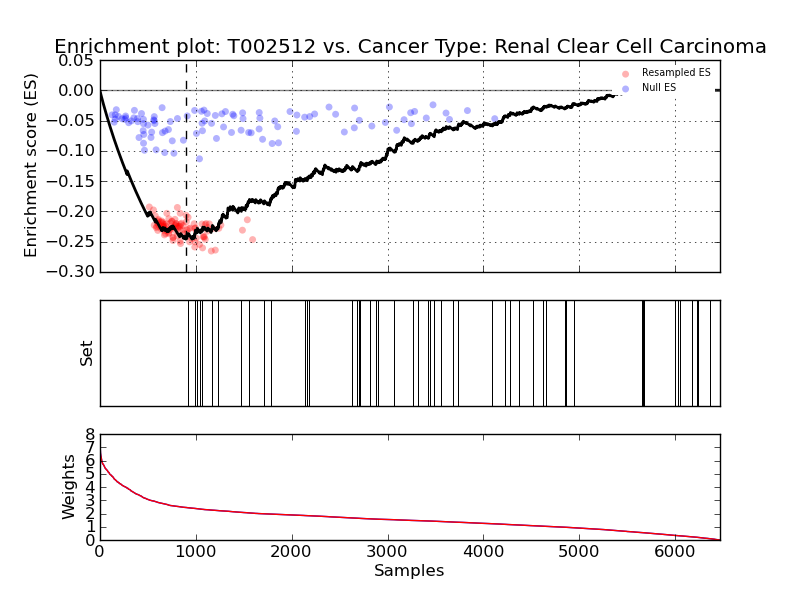 Enrichment plot: T002512 vs. Cancer Type: Renal Clear Cell Carcinoma
Enrichment score (ES)
0.05
0.00
−0.05
−0.10
−0.15
−0.20
−0.25
−0.30
Resampled ES
Null ES
Set
Weights
8
7
6
5
4
3
2
1
0
0 1000 2000 3000 4000 5000 6000
Samples